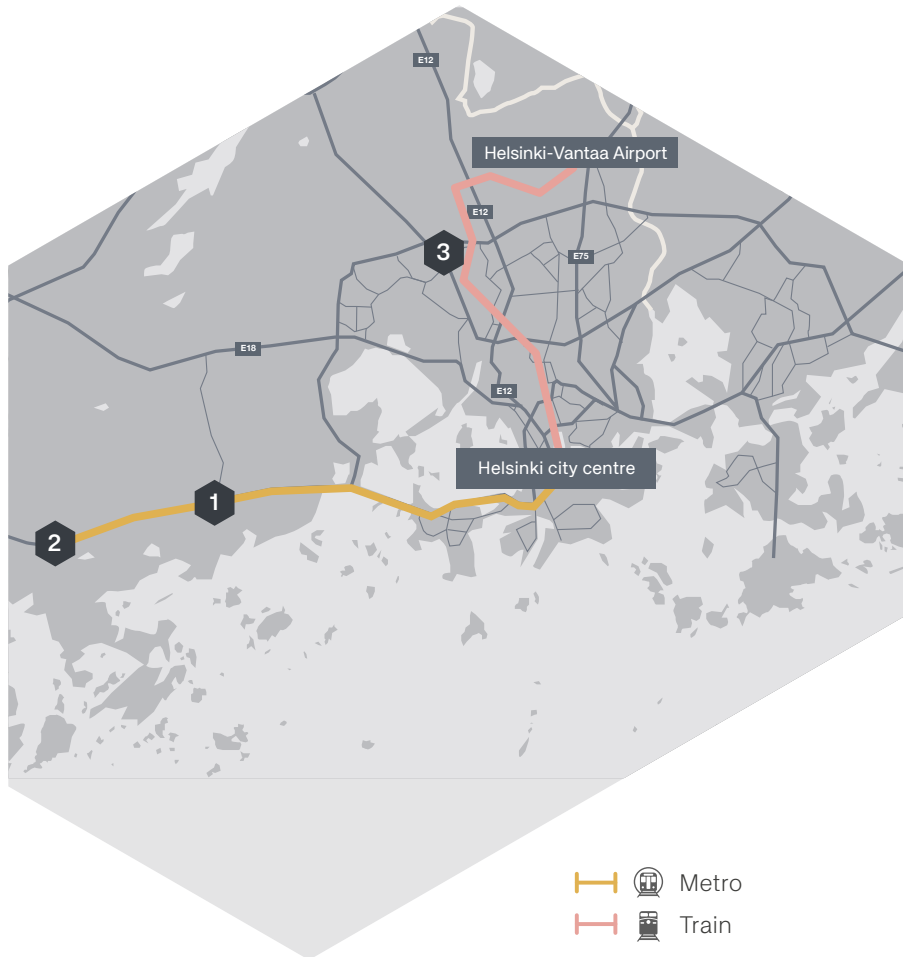 E12
Helsinki-Vantaa Airport
E12
3
E75
E18
E12
Helsinki city centre
1
2
Metro
Train